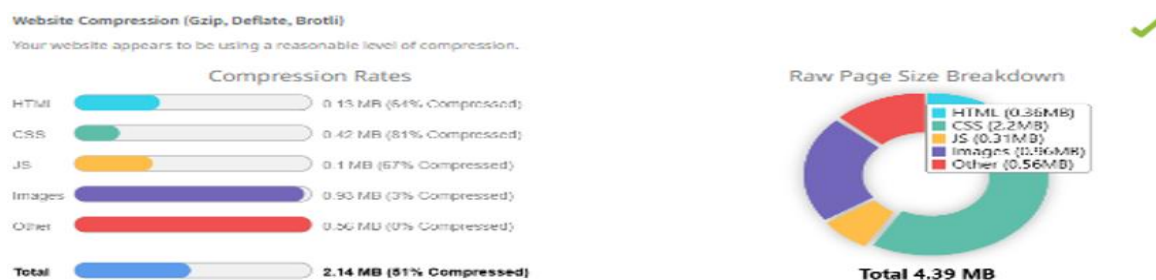 Website Compression (Gzip, Deflate, Brotli)
Your website appears to be using a reasonable level of compression.
Compression Rates
HTML 0.13 MB (64% Compressed)
CSS 0.42 MB (81% Compressed)
JS 0.1 MB (67% Compressed)
Images 0.93 MB (3% Compressed)
Other 0.56 MB (0% Compressed)
Total 2.14 MB (51% Compressed)
Raw Page Size Breakdown
HTML (0.36MB)
CSS (2.2MB)
JS (0.31MB)
Images (0.96MB)
Other (0.56MB)
Total 4.39 MB